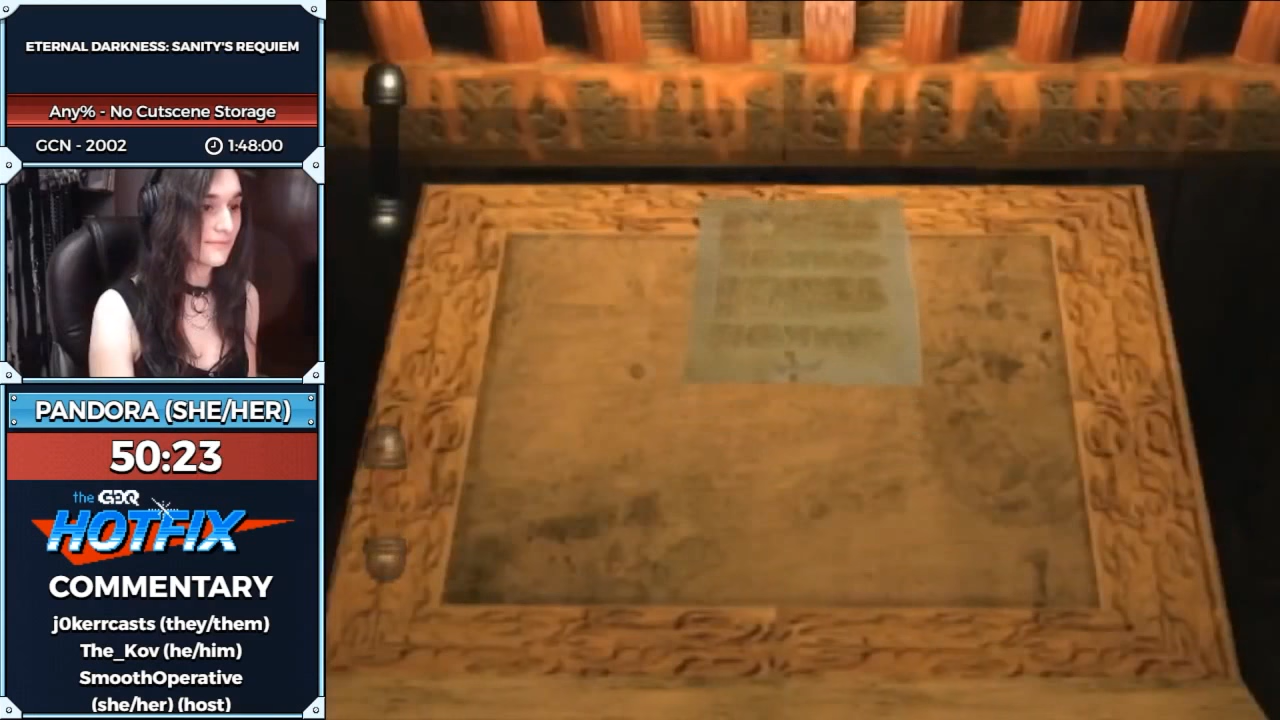 ETERNAL DARKNESS: SANITY'S REQUIEM
Any% - No Cutscene Storage
GCN - 2002
1:48:00
PANDORA (SHE/HER)
50:23
the GDQ
HOTFIX
COMMENTARY
j0kerrcasts (they/them)
The_Kov (he/him)
SmoothOperative
(she/her) (host)